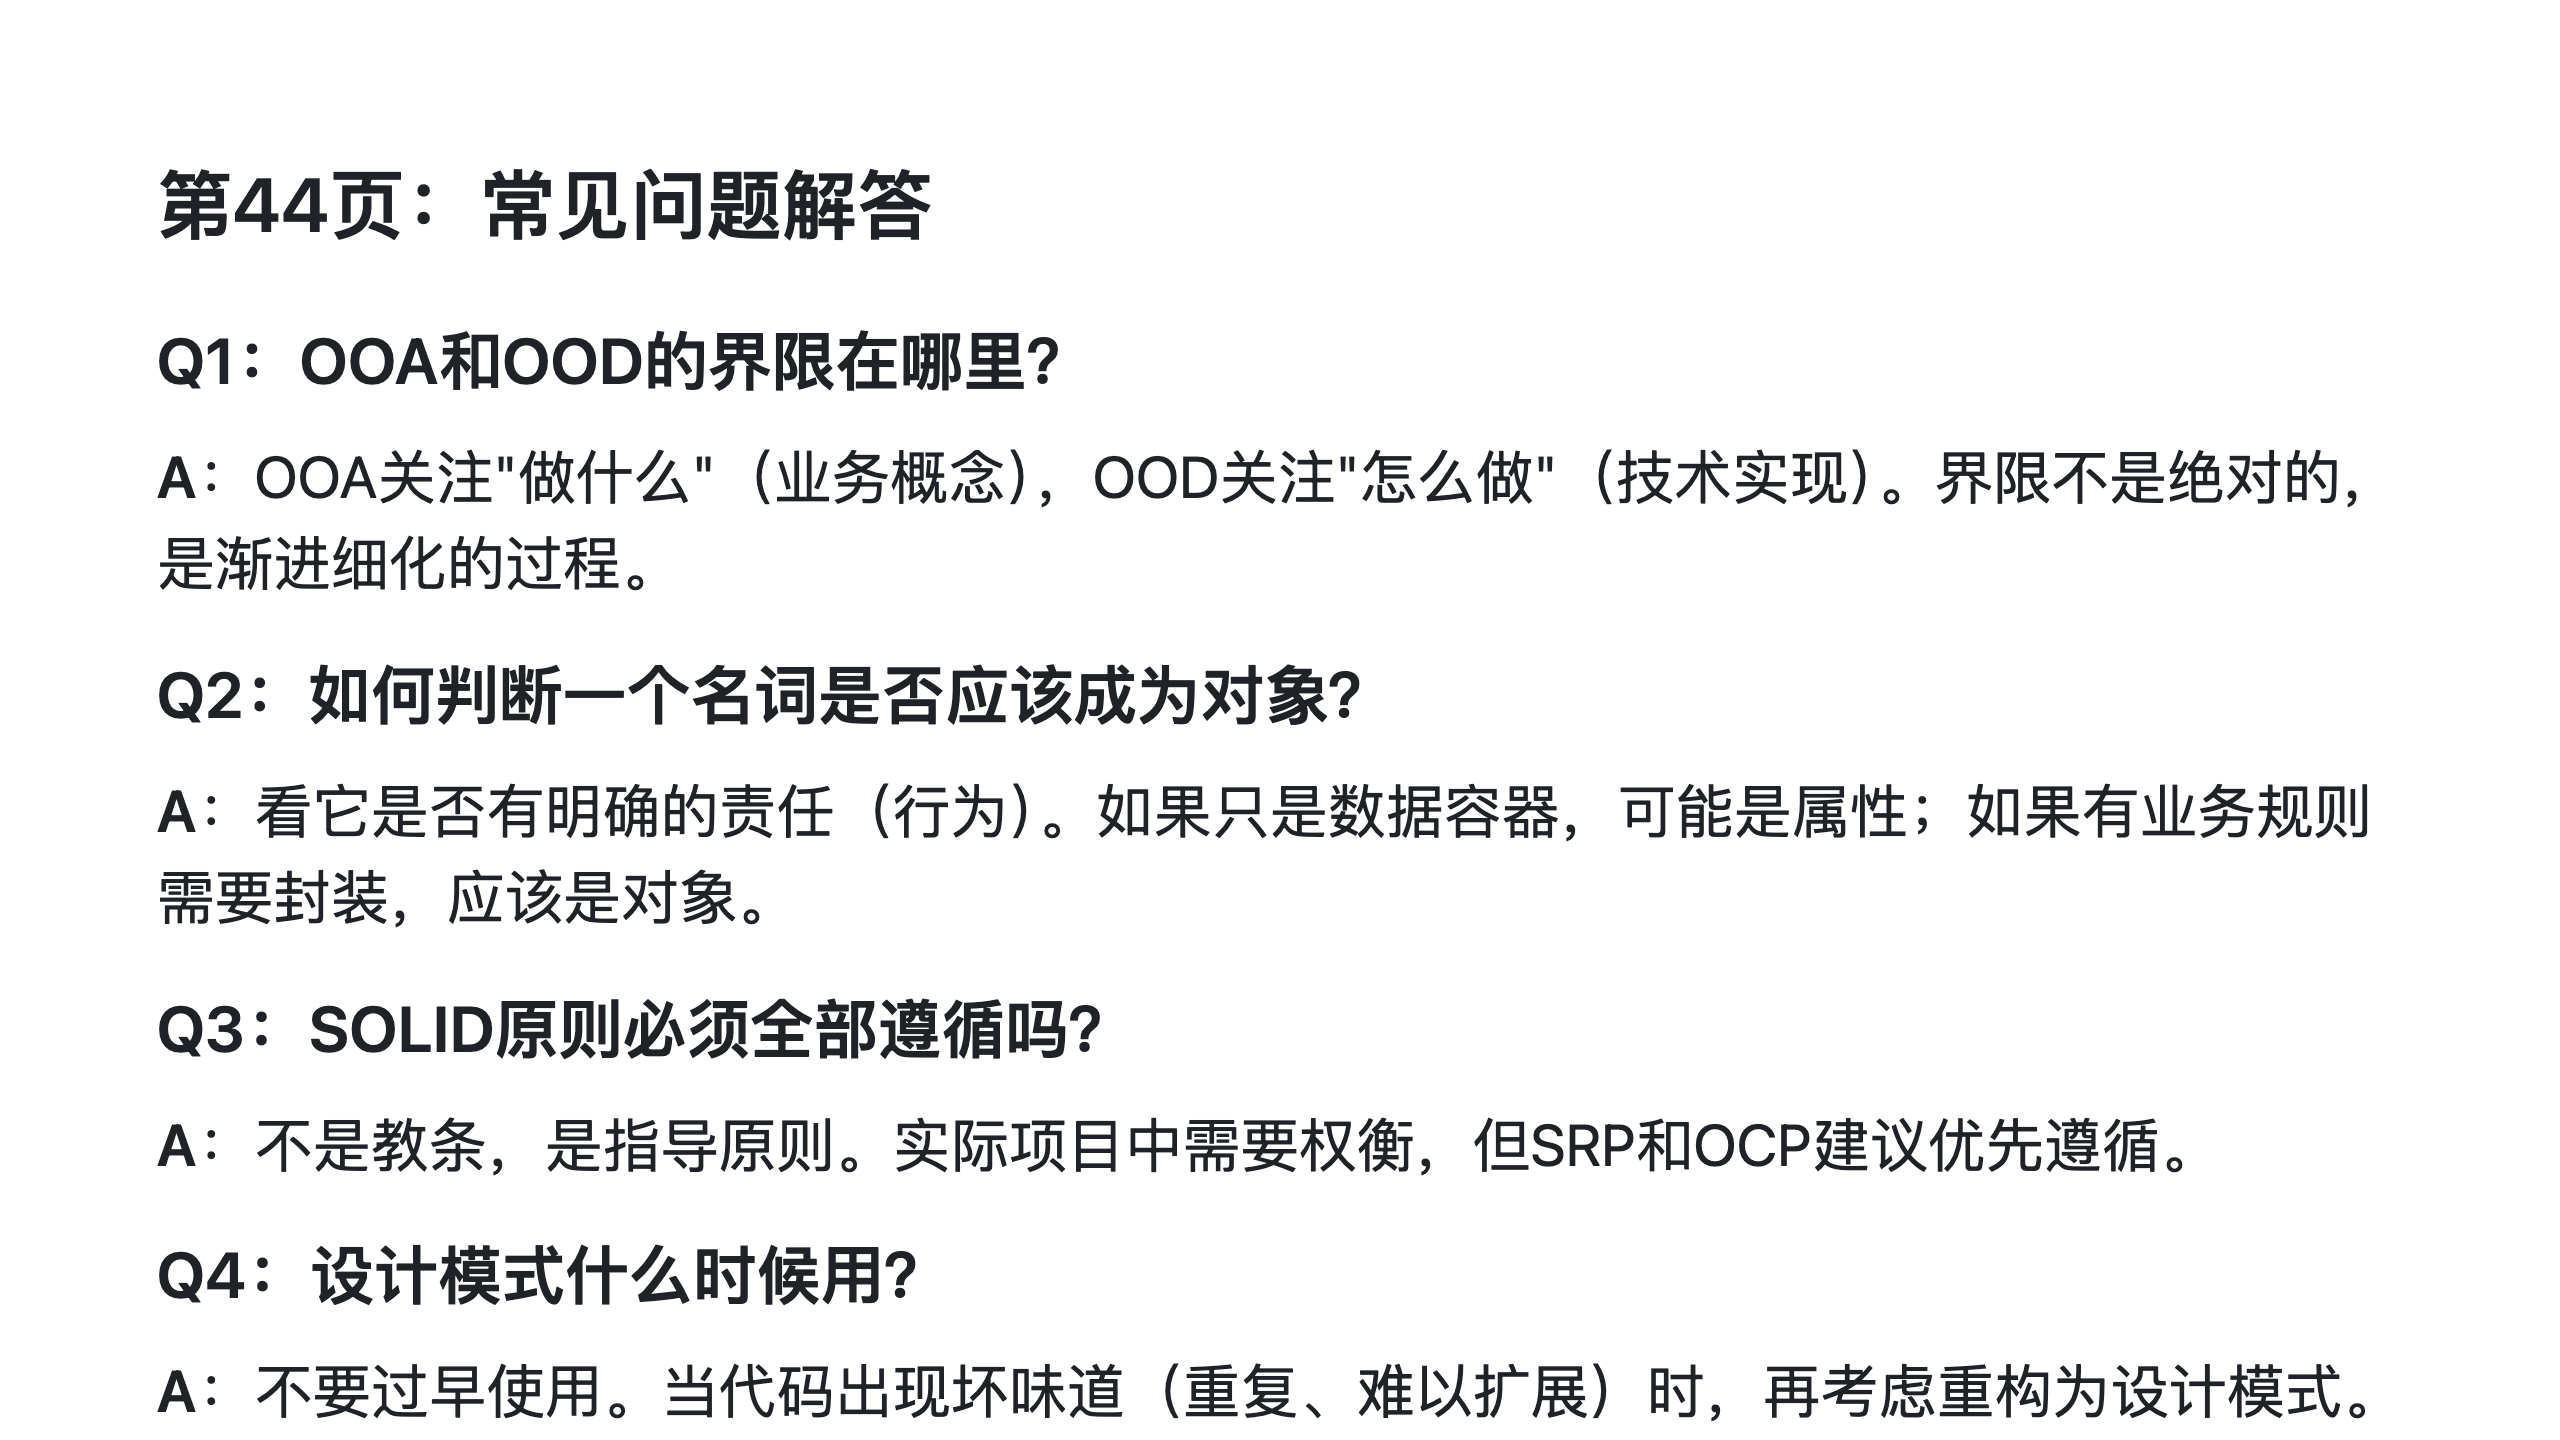 第44页：常见问题解答
Q1：OOA和OOD的界限在哪里？
A：OOA关注"做什么"（业务概念），OOD关注"怎么做"（技术实现）。界限不是绝对的，
是渐进细化的过程。
Q2：如何判断一个名词是否应该成为对象？
A：看它是否有明确的责任（行为）。如果只是数据容器，可能是属性；如果有业务规则
需要封装，应该是对象。
Q3：SOLID原则必须全部遵循吗？
A：不是教条，是指导原则。实际项目中需要权衡，但SRP和OCP建议优先遵循。
Q4：设计模式什么时候用？
A：不要过早使用。当代码出现坏味道（重复、难以扩展）时，再考虑重构为设计模式。